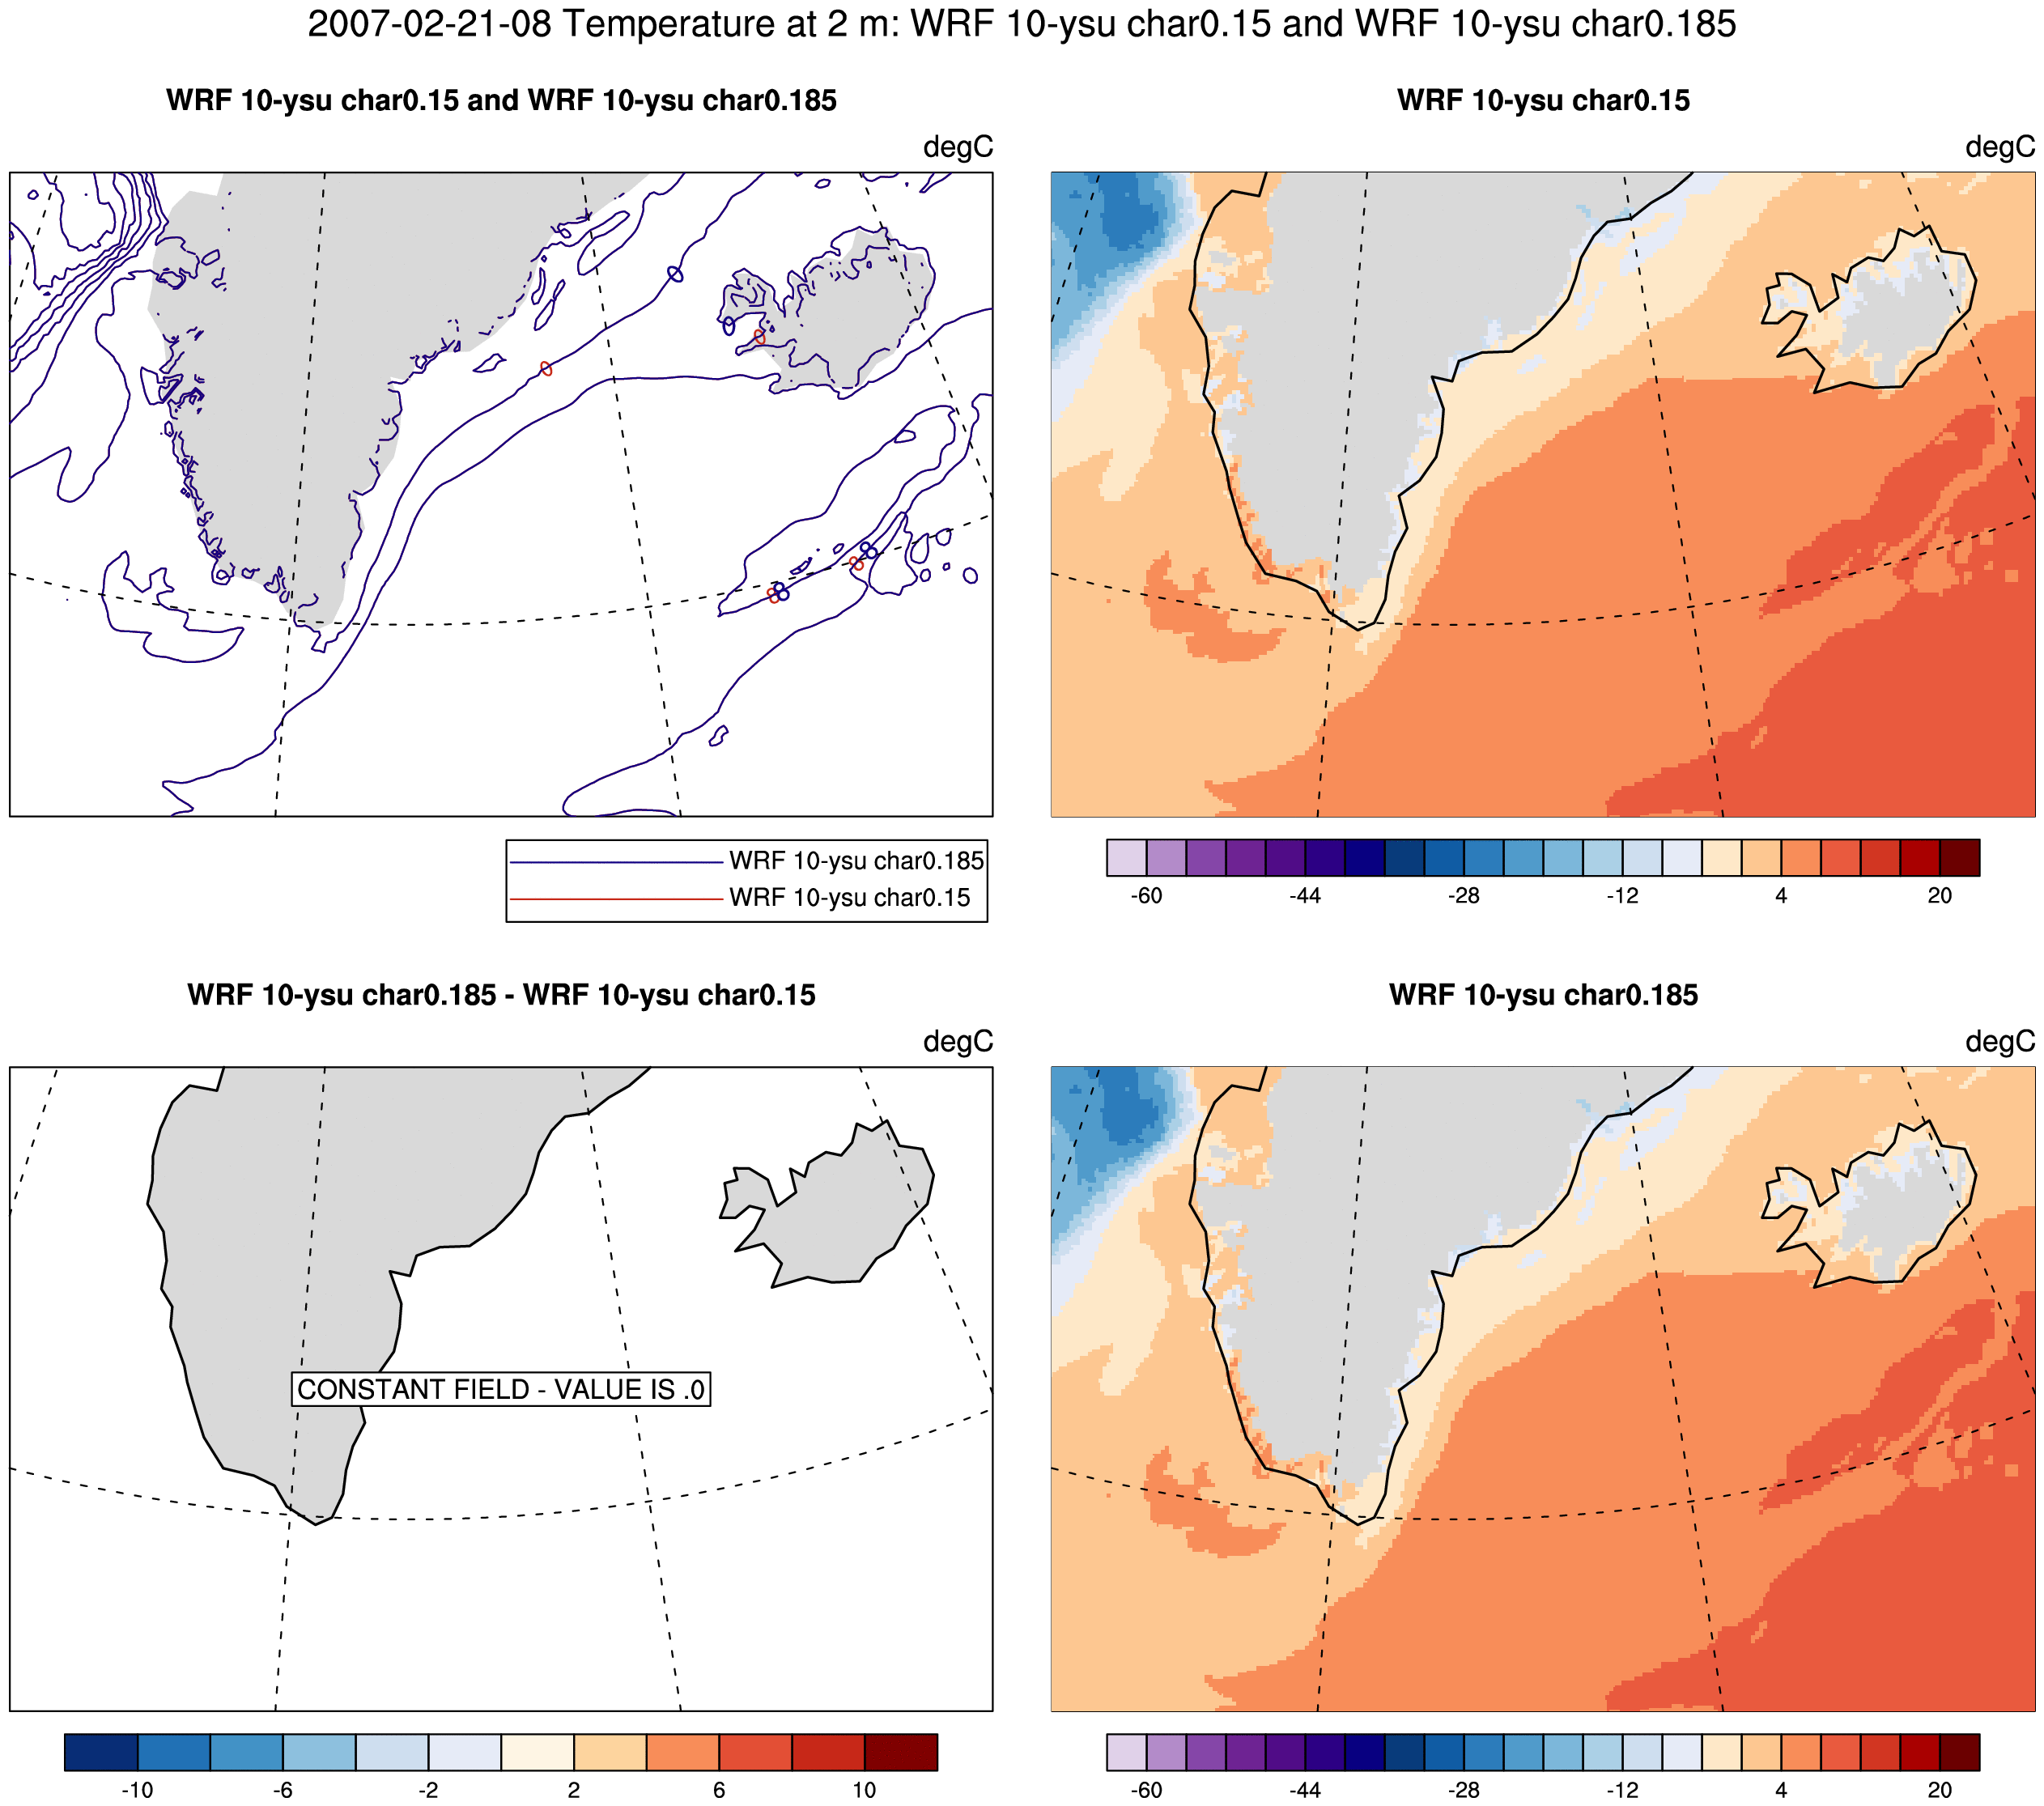 2007-02-21-08 Temperature at 2 m: WRF 10-ysu char0.15 and WRF 10-ysu char0.185
WRF 10-ysu char0.15 and WRF 10-ysu char0.185
degC
WRF 10-ysu char0.185
WRF 10-ysu char0.15
WRF 10-ysu char0.15
degC
-60 -44 -28 -12 4 20
WRF 10-ysu char0.185 - WRF 10-ysu char0.15
degC
CONSTANT FIELD - VALUE IS .0
-10 -6 -2 2 6 10
WRF 10-ysu char0.185
degC
-60 -44 -28 -12 4 20